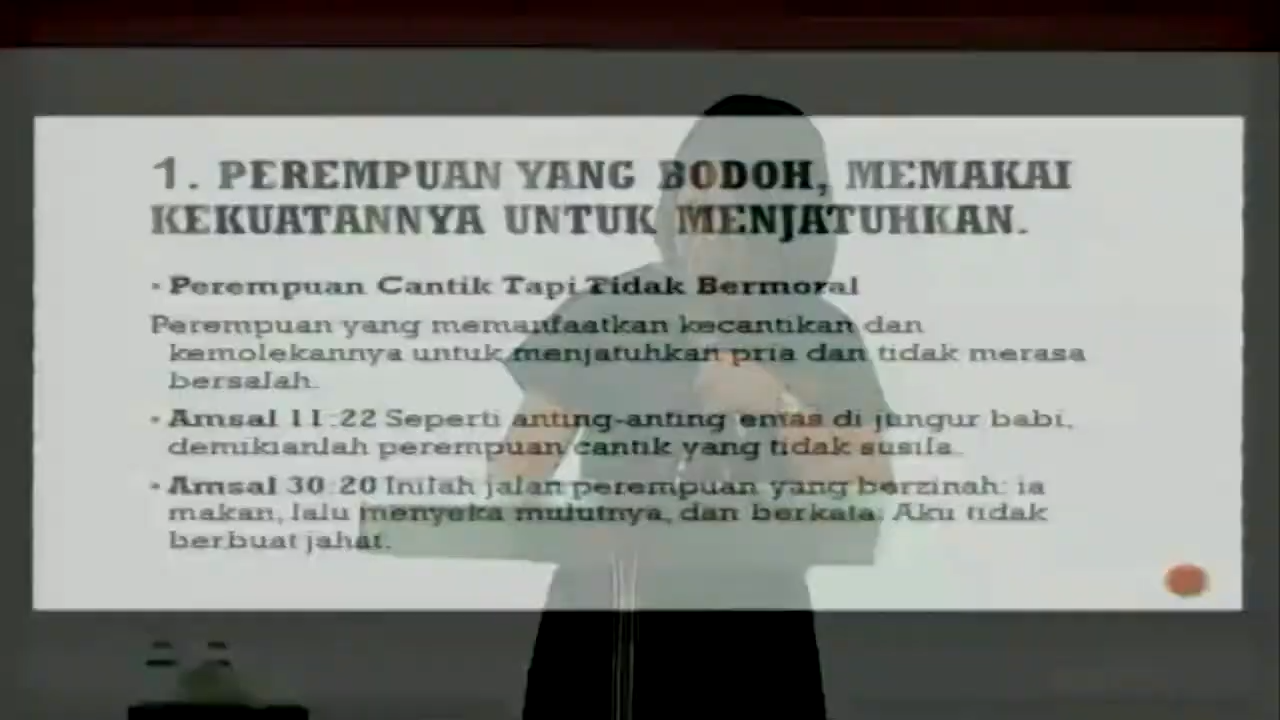 1. PEREMPUAN YANG BODOH, MEMAKAI
KEKUATANNYA UNTUK MENJATUHKAN.
• Perempuan Cantik Tapi Tidak Bermoral
Perempuan yang memanfaatkan kecantikan dan
kemolekannya untuk menjatuhkan pria dan tidak merasa
bersalah.
• Amsal 11:22 Seperti anting-anting emas di jungur babi,
demikianlah perempuan cantik yang tidak susila.
• Amsal 30:20 Inilah jalan perempuan yang berzinah: ia
makan, lalu menyeka mulutnya, dan berkata: Aku tidak
berbuat jahat.